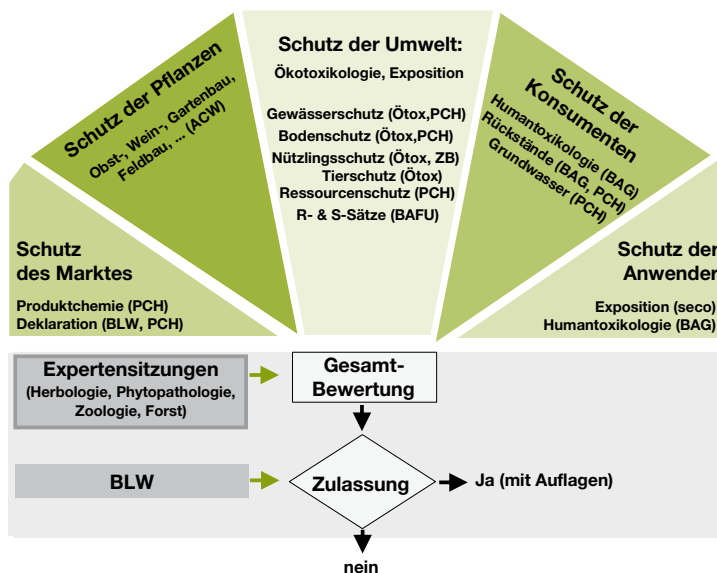 Schutz
des Marktes
Produktchemie (PCH)
Deklaration (BLW, PCH)
Schutz der Pflanzen
Obst-, Wein-, Gartenbau,
Feldbau, ... (ACW)
Schutz der Umwelt:
Ökotoxikologie, Exposition
Gewässerschutz (Ötox,PCH)
Bodenschutz (Ötox,PCH)
Nützlingsschutz (Ötox, ZB)
Tierschutz (Ötox)
Ressourcenschutz (PCH)
R- & S-Sätze (BAFU)
Schutz der
Konsumenten
Humantoxikologie (BAG)
Rückstände (BAG, PCH)
Grundwasser (PCH)
Schutz der
Anwender
Exposition (seco)
Humantoxikologie (BAG)
Expertensitzungen
(Herbologie, Phytopathologie,
Zoologie, Forst)
Gesamt-
Bewertung
BLW
Zulassung
Ja (mit Auflagen)
nein